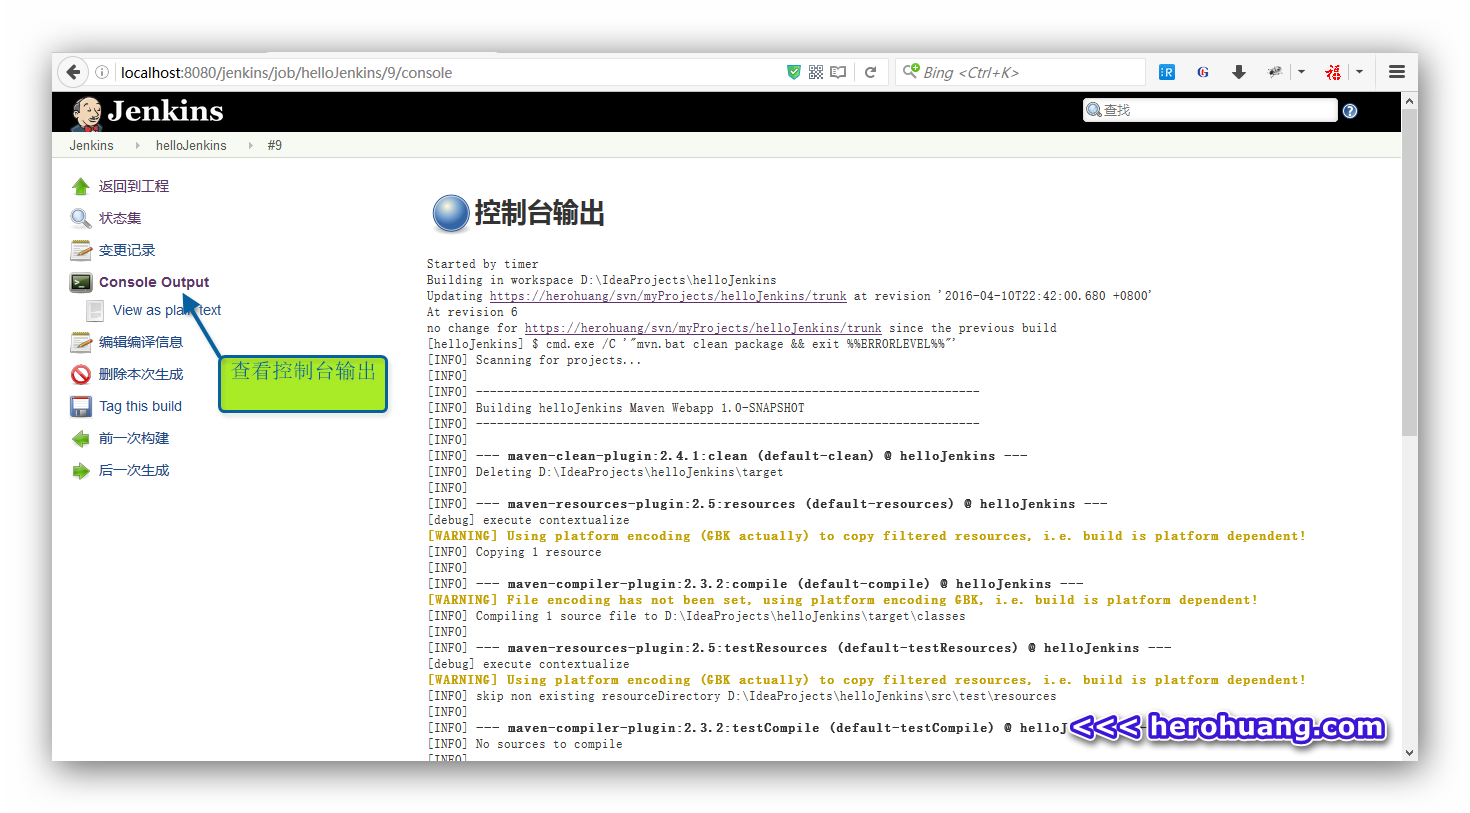 localhost:8080/jenkins/job/helloJenkins/9/console
Bing <Ctrl+K>
Jenkins
查找
Jenkins helloJenkins #9
返回到工程
状态集
变更记录
Console Output
View as plain text
编辑编译信息
删除本次生成
Tag this build
前一次构建
后一次生成
查看控制台输出
控制台输出
Started by timer
Building in workspace D:\IdeaProjects\helloJenkins
Updating https://herohuang/svn/myProjects/helloJenkins/trunk at revision '2016-04-10T22:42:00.680 +0800'
At revision 6
no change for https://herohuang/svn/myProjects/helloJenkins/trunk since the previous build
[helloJenkins] $ cmd.exe /C '"mvn.bat clean package && exit %%ERRORLEVEL%%"'
[INFO] Scanning for projects...
[INFO]
[INFO] ------------------------------------------------------------------------
[INFO] Building helloJenkins Maven Webapp 1.0-SNAPSHOT
[INFO] ------------------------------------------------------------------------
[INFO]
[INFO] --- maven-clean-plugin:2.4.1:clean (default-clean) @ helloJenkins ---
[INFO] Deleting D:\IdeaProjects\helloJenkins\target
[INFO]
[INFO] --- maven-resources-plugin:2.5:resources (default-resources) @ helloJenkins ---
[debug] execute contextualize
[WARNING] Using platform encoding (GBK actually) to copy filtered resources, i.e. build is platform dependent!
[INFO] Copying 1 resource
[INFO]
[INFO] --- maven-compiler-plugin:2.3.2:compile (default-compile) @ helloJenkins ---
[WARNING] File encoding has not been set, using platform encoding GBK, i.e. build is platform dependent!
[INFO] Compiling 1 source file to D:\IdeaProjects\helloJenkins\target\classes
[INFO]
[INFO] --- maven-resources-plugin:2.5:testResources (default-testResources) @ helloJenkins ---
[debug] execute contextualize
[WARNING] Using platform encoding (GBK actually) to copy filtered resources, i.e. build is platform dependent!
[INFO] skip non existing resourceDirectory D:\IdeaProjects\helloJenkins\src\test\resources
[INFO]
[INFO] --- maven-compiler-plugin:2.3.2:testCompile (default-testCompile) @ helloJ
<<< herohuang.com
[INFO] No sources to compile
[INFO]